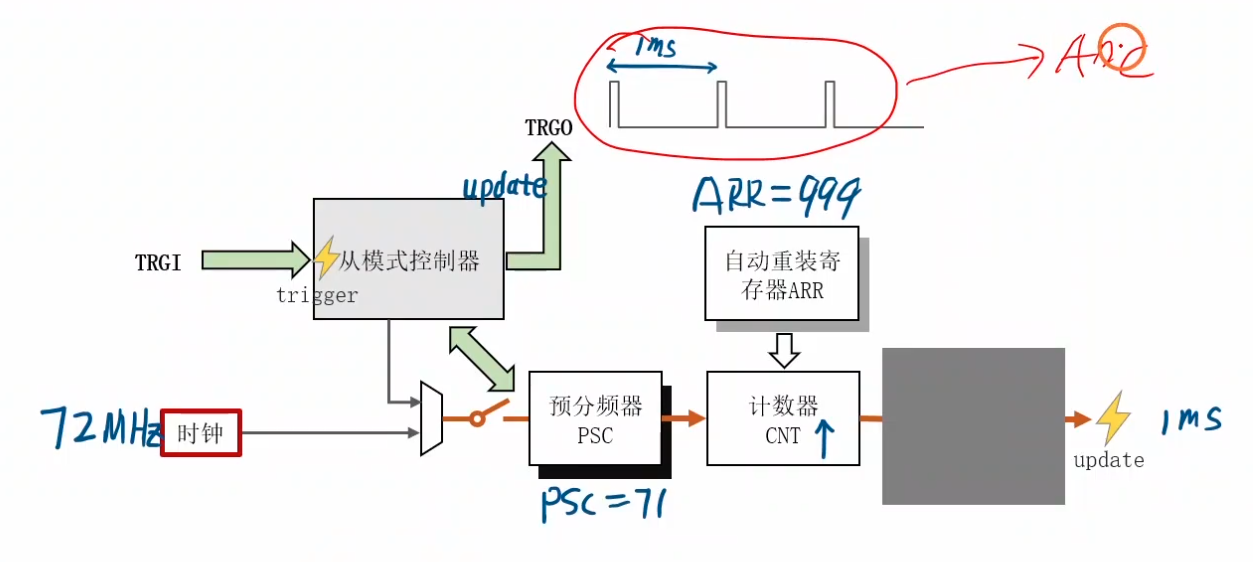 1ms
TRGO
update
ARR=999
TRGI
从模式控制器
trigger
自动重装寄
存器ARR
72MHz
时钟
预分频器
PSC
计数器
CNT
1ms
update
PSC=71